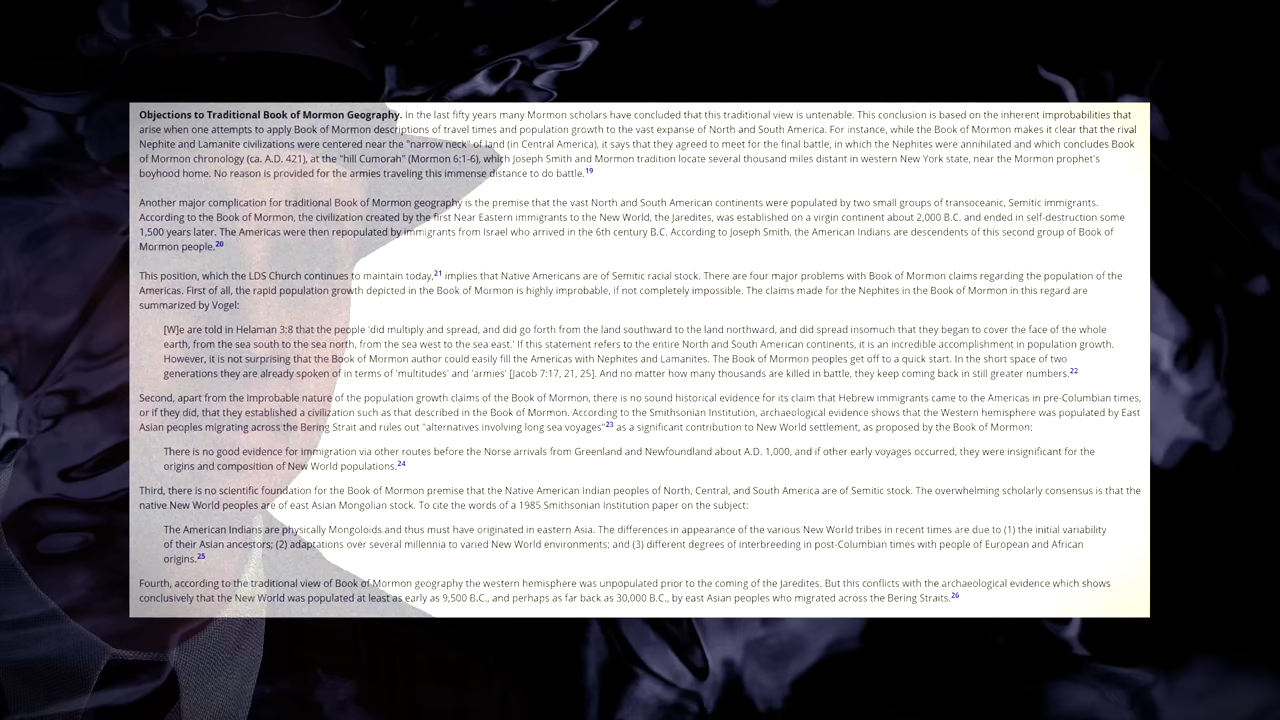 Objections to Traditional Book of Mormon Geography. In the last fifty years many Mormon scholars have concluded that this traditional view is untenable. This conclusion is based on the inherent improbabilities that
arise when one attempts to apply Book of Mormon descriptions of travel times and population growth to the vast expanse of North and South America. For instance, while the Book of Mormon makes it clear that the rival
Nephite and Lamanite civilizations were centered near the "narrow neck" of land (in Central America), it says that they agreed to meet for the final battle, in which the Nephites were annihilated and which concludes Book
of Mormon chronology (ca. A.D. 421), at the "hill Cumorah" (Mormon 6:1-6), which Joseph Smith and Mormon tradition locate several thousand miles distant in western New York state, near the Mormon prophet's
boyhood home. No reason is provided for the armies traveling this immense distance to do battle.19
Another major complication for traditional Book of Mormon geography is the premise that the vast North and South American continents were populated by two small groups of transoceanic, Semitic immigrants.
According to the Book of Mormon, the civilization created by the first Near Eastern immigrants to the New World, the Jaredites, was established on a virgin continent about 2,000 B.C. and ended in self-destruction some
1,500 years later. The Americas were then repopulated by immigrants from Israel who arrived in the 6th century B.C. According to Joseph Smith, the American Indians are descendents of this second group of Book of
Mormon people.20
This position, which the LDS Church continues to maintain today,21 implies that Native Americans are of Semitic racial stock. There are four major problems with Book of Mormon claims regarding the population of the
Americas. First of all, the rapid population growth depicted in the Book of Mormon is highly improbable, if not completely impossible. The claims made for the Nephites in the Book of Mormon in this regard are
summarized by Vogel:
[W]e are told in Helaman 3:8 that the people 'did multiply and spread, and did go forth from the land southward to the land northward, and did spread insomuch that they began to cover the face of the whole
earth, from the sea south to the sea north, from the sea west to the sea east.' If this statement refers to the entire North and South American continents, it is an incredible accomplishment in population growth.
However, it is not surprising that the Book of Mormon author could easily fill the Americas with Nephites and Lamanites. The Book of Mormon peoples get off to a quick start. In the short space of two
generations they are already spoken of in terms of 'multitudes' and 'armies' [Jacob 7:17, 21, 25]. And no matter how many thousands are killed in battle, they keep coming back in still greater numbers.22
Second, apart from the improbable nature of the population growth claims of the Book of Mormon, there is no sound historical evidence for its claim that Hebrew immigrants came to the Americas in pre-Columbian times,
or if they did, that they established a civilization such as that described in the Book of Mormon. According to the Smithsonian Institution, archaeological evidence shows that the Western hemisphere was populated by East
Asian peoples migrating across the Bering Strait and rules out "alternatives involving long sea voyages"23 as a significant contribution to New World settlement, as proposed by the Book of Mormon:
There is no good evidence for immigration via other routes before the Norse arrivals from Greenland and Newfoundland about A.D. 1,000, and if other early voyages occurred, they were insignificant for the
origins and composition of New World populations.24
Third, there is no scientific foundation for the Book of Mormon premise that the Native American Indian peoples of North, Central, and South America are of Semitic stock. The overwhelming scholarly consensus is that the
native New World peoples are of east Asian Mongolian stock. To cite the words of a 1985 Smithsonian Institution paper on the subject:
The American Indians are physically Mongoloids and thus must have originated in eastern Asia. The differences in appearance of the various New World tribes in recent times are due to (1) the initial variability
of their Asian ancestors; (2) adaptations over several millennia to varied New World environments; and (3) different degrees of interbreeding in post-Columbian times with people of European and African
origins.25
Fourth, according to the traditional view of Book of Mormon geography the western hemisphere was unpopulated prior to the coming of the Jaredites. But this conflicts with the archaeological evidence which shows
conclusively that the New World was populated at least as early as 9,500 B.C., and perhaps as far back as 30,000 B.C., by east Asian peoples who migrated across the Bering Straits.26